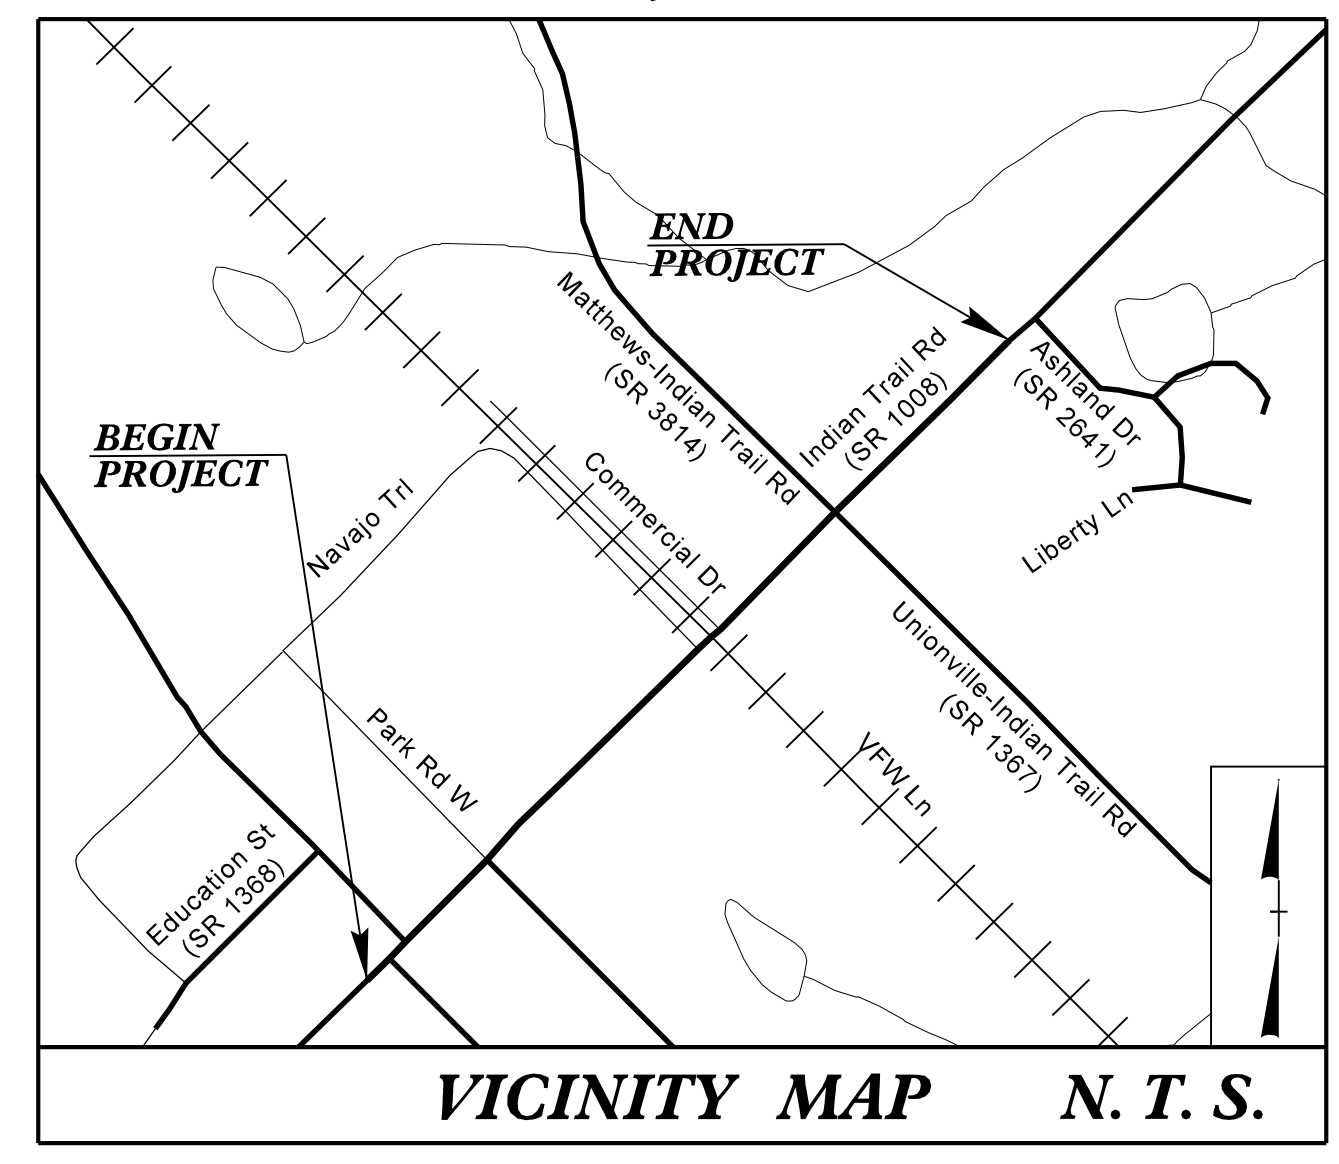 END
PROJECT
Matthews-Indian Trail Rd
(SR 3814)
Indian Trail Rd
(SR 1008)
Ashland Dr
(SR 2641)
BEGIN
PROJECT
Navajo Trl
Commercial Dr
Liberty Ln
Unionville-Indian Trail Rd
(SR 1367)
Park Rd W
VFW Ln
Education St
(SR 1368)
VICINITY MAP N. T. S.